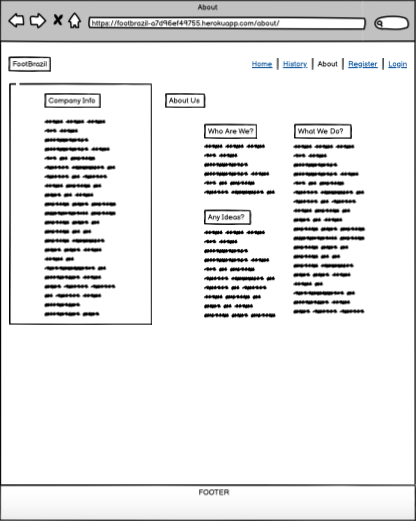 About
https://footbrazil-a7d96ef49755.herokuapp.com/about/
FootBrazil
Home | History | About | Register | Login
Company Info
About Us
Who Are We?
What We Do?
Any Ideas?
FOOTER